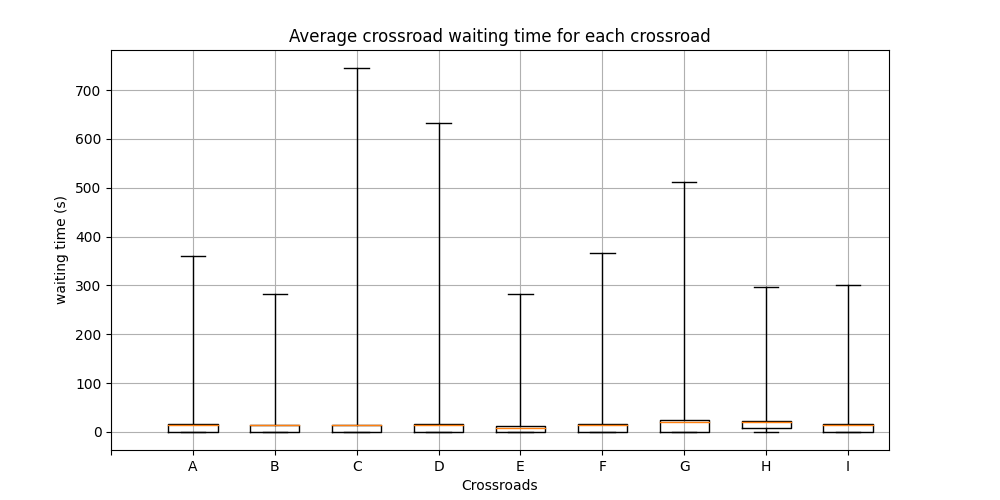 Average crossroad waiting time for each crossroad
700
600
500
400
300
200
100
0
waiting time (s)
A B C D E F G H I
Crossroads